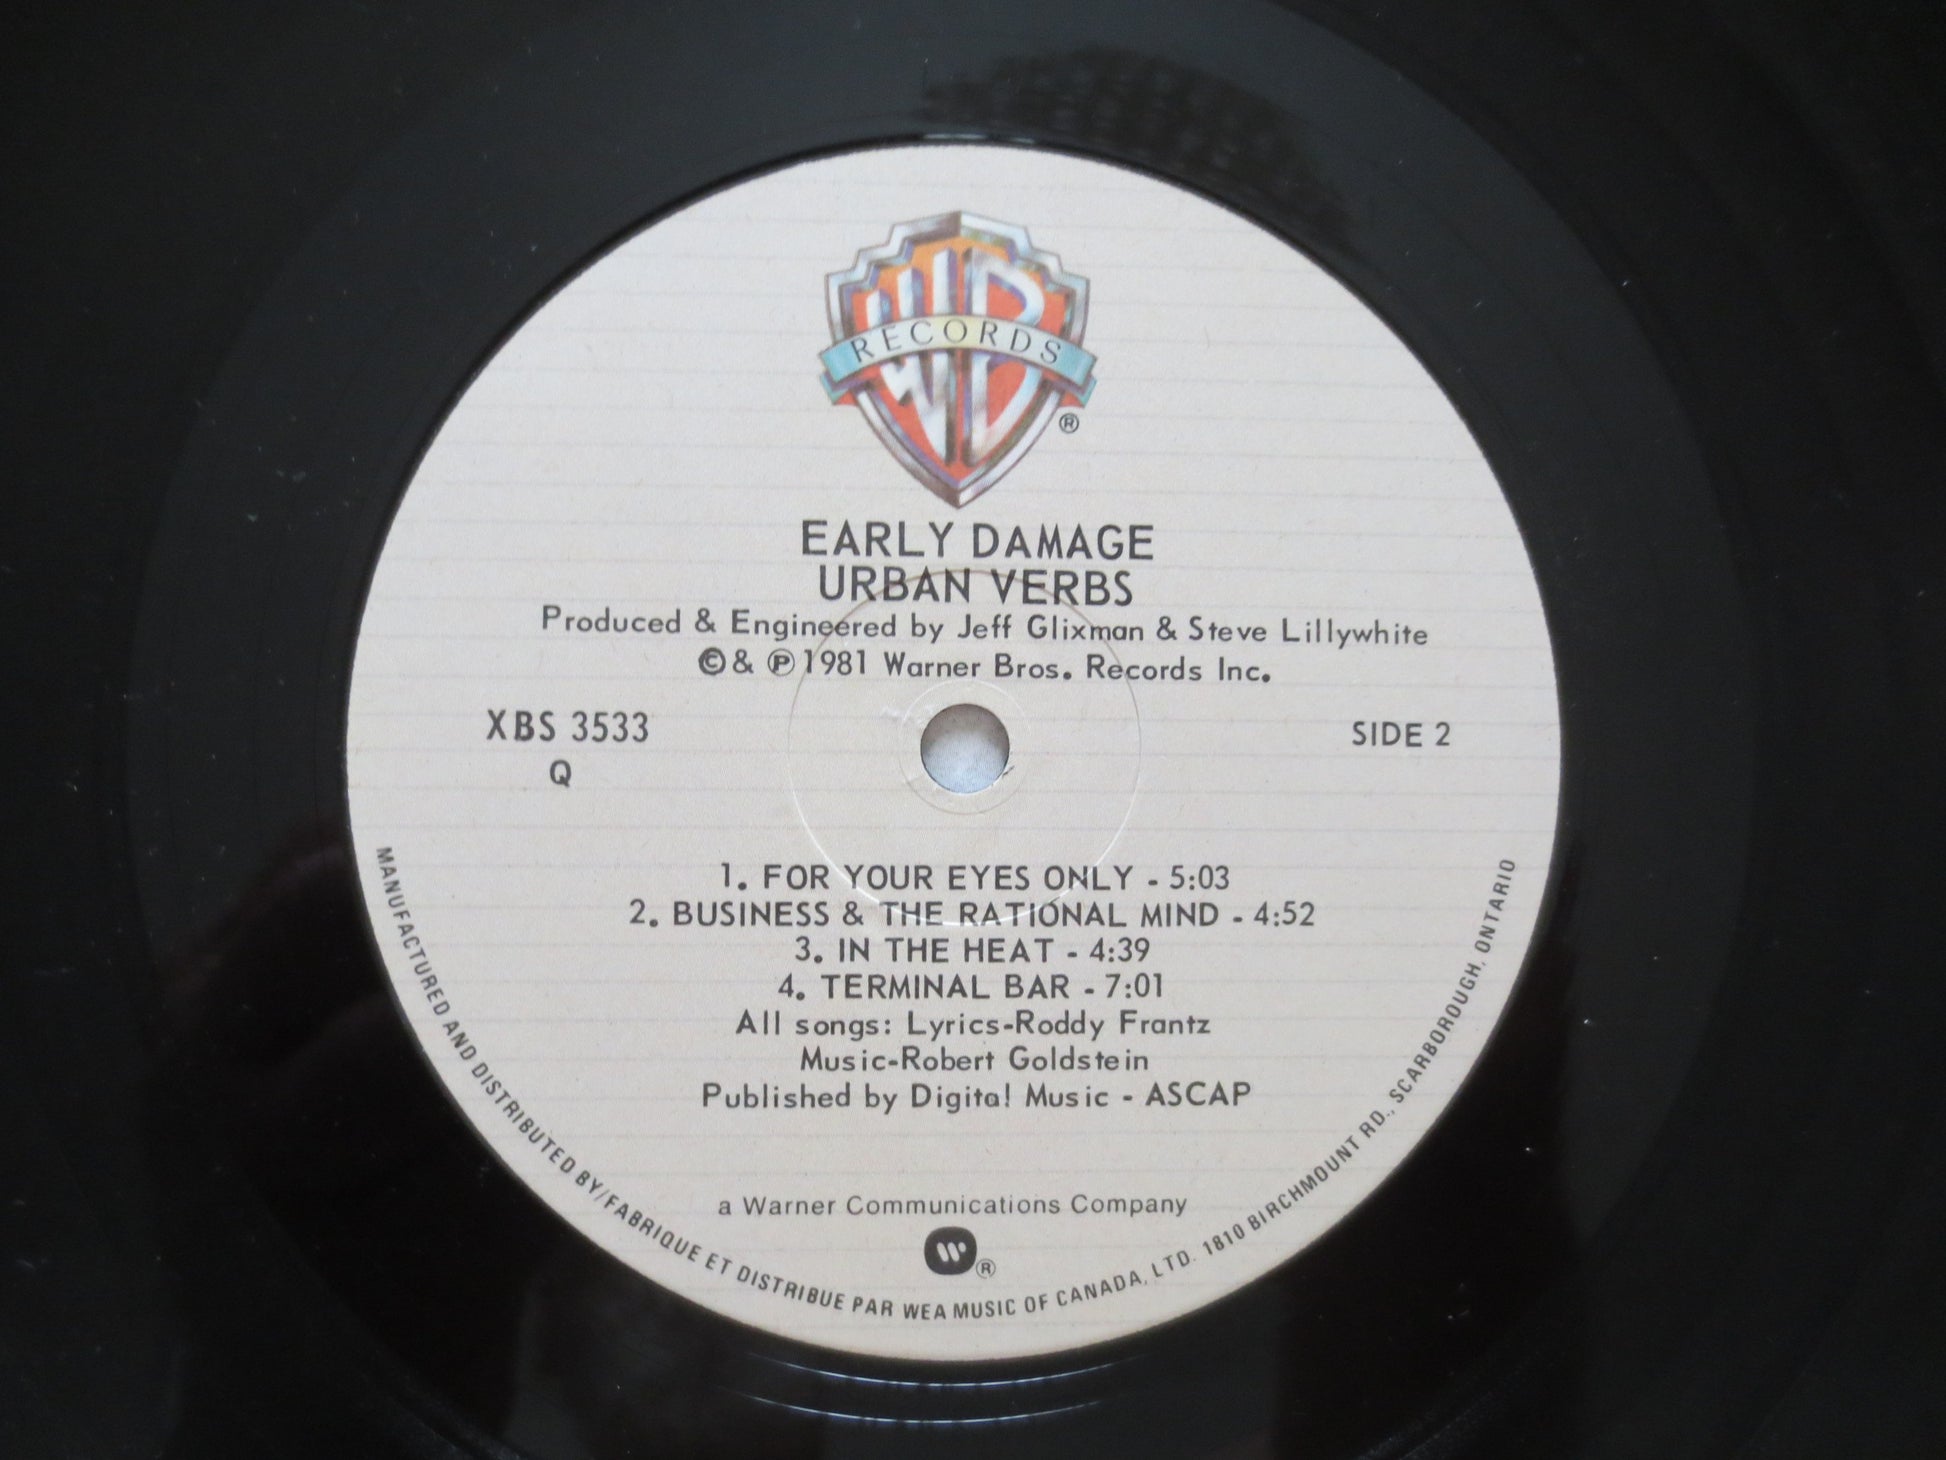 WB
RECORDS
®
EARLY DAMAGE
URBAN VERBS
Produced & Engineered by Jeff Glixman & Steve Lillywhite
© & ℗ 1981 Warner Bros. Records Inc.
XBS 3533
Q
SIDE 2
1. FOR YOUR EYES ONLY - 5:03
2. BUSINESS & THE RATIONAL MIND - 4:52
3. IN THE HEAT - 4:39
4. TERMINAL BAR - 7:01
All songs: Lyrics-Roddy Frantz
Music-Robert Goldstein
Published by Digital Music - ASCAP
a Warner Communications Company
W ®
MANUFACTURED AND DISTRIBUTED BY/FABRIQUE ET DISTRIBUE PAR WEA MUSIC OF CANADA, LTD. 1810 BIRCHMOUNT RD., SCARBOROUGH, ONTARIO